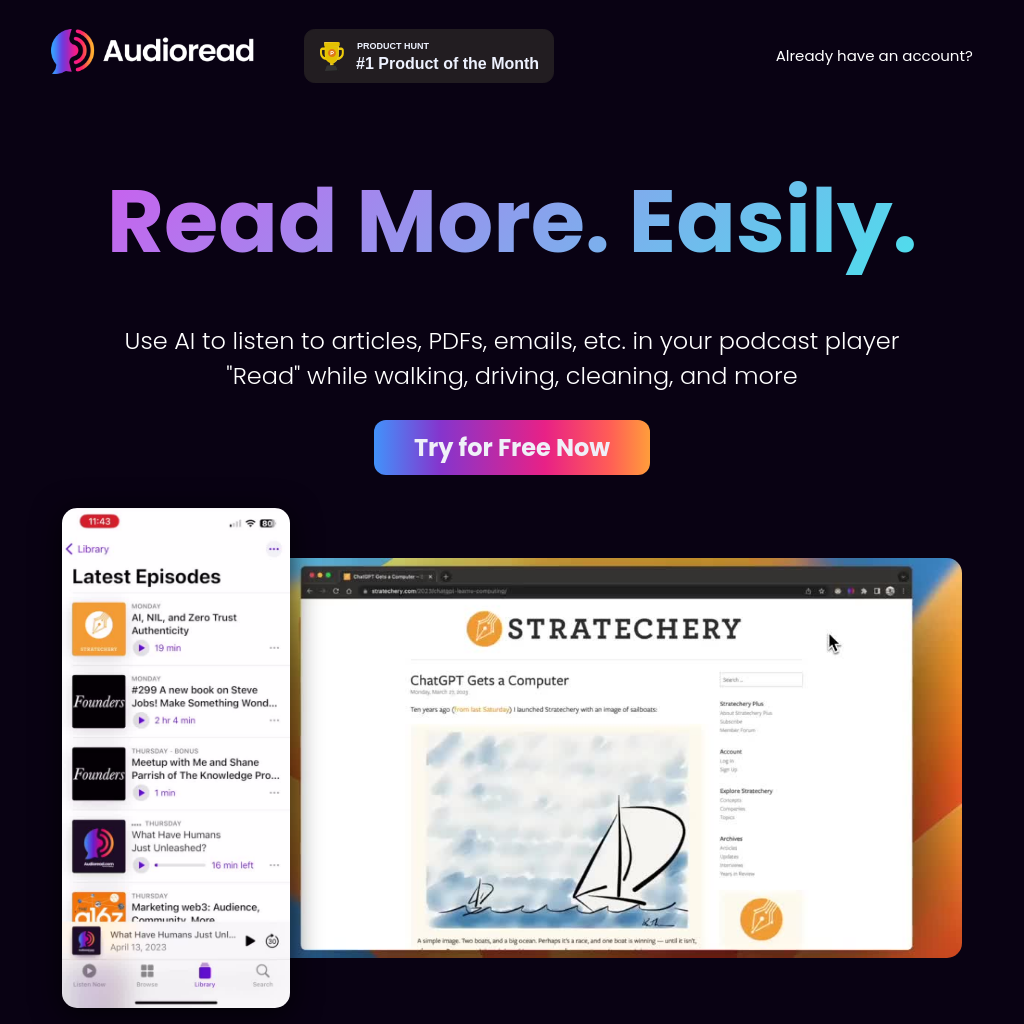 Audioread
PRODUCT HUNT
#1 Product of the Month
Already have an account?
Read More. Easily.
Use AI to listen to articles, PDFs, emails, etc. in your podcast player
"Read" while walking, driving, cleaning, and more
Try for Free Now
11:43
80
Library
Latest Episodes
STRATECHERY
MONDAY
AI, NIL, and Zero Trust
Authenticity
19 min
Founders
MONDAY
#299 A new book on Steve
Jobs! Make Something Wond...
2 hr 4 min
Founders
THURSDAY · BONUS
Meetup with Me and Shane
Parrish of The Knowledge Pro...
1 min
THURSDAY
What Have Humans
Just Unleashed?
16 min left
a16z
THURSDAY
Marketing web3: Audience,
Community, More
What Have Humans Just Unl...
April 13, 2023
30
Listen Now
Browse
Library
Search
ChatGPT Gets a Computer –
stratechery.com/2023/chatgpt-learns-computing/
STRATECHERY
ChatGPT Gets a Computer
Monday, March 27, 2023
Search ...
Ten years ago (from last Saturday) I launched Stratechery with an image of sailboats:
Stratechery Plus
About Stratechery Plus
Subscribe
Member Forum
Account
Log In
Sign Up
Explore Stratechery
Concepts
Companies
Topics
Archives
Articles
Updates
Interviews
Years in Review
A simple image. Two boats, and a big ocean. Perhaps it's a race, and one boat is winning — until it isn't,